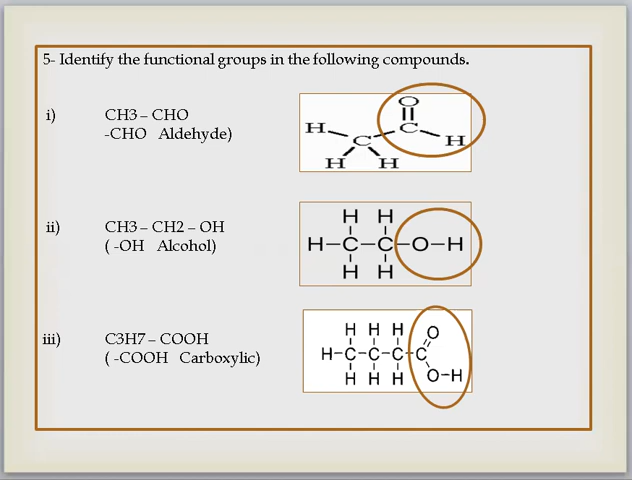 5- Identify the functional groups in the following compounds.
i) CH3 – CHO
-CHO Aldehyde)
O
H C H
C
H H
ii) CH3 – CH2 – OH
( -OH Alcohol)
H H
H–C–C–O–H
H H
iii) C3H7 – COOH
( -COOH Carboxylic)
H H H O
H–C–C–C–C
H H H O–H